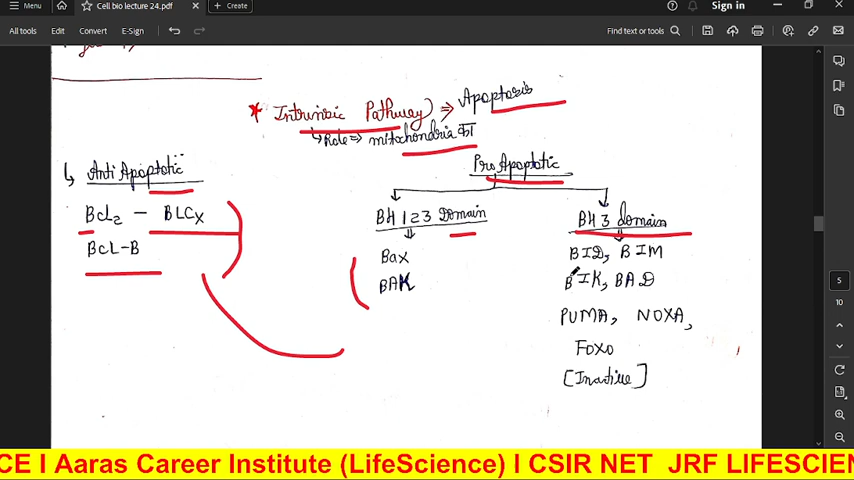 Menu
Cell bio lecture 24.pdf
Create
Sign in
All tools
Edit
Convert
E-Sign
Find text or tools
* Intrinsic Pathway ⇒ Apoptosis
↳ Role ⇒ mitochondria का
↳ Anti Apoptotic
Pro Apoptotic
BcL2 - BLCX
BcL-B
BH 1 2 3 Domain
BH 3 domain
Bax
BAK
BID, BIM
BIK, BAD
PUMA, NOXA,
FOXO
[Inactive]
5
10
CE I Aaras Career Institute (LifeScience) I CSIR NET JRF LIFESCIEN